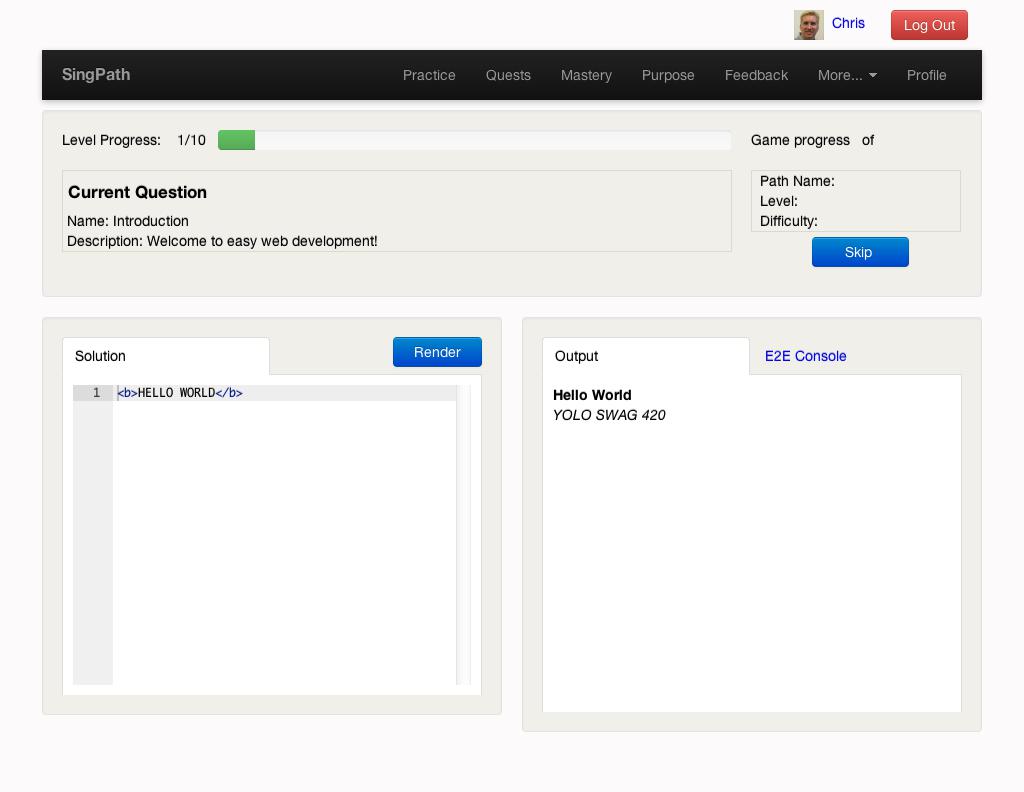 Chris Log Out
SingPath Practice Quests Mastery Purpose Feedback More... Profile
Level Progress: 1/10 Game progress of
Current Question
Name: Introduction
Description: Welcome to easy web development!
Path Name:
Level:
Difficulty:
Skip
Solution Render
1 <b>HELLO WORLD</b>
Output E2E Console
Hello World
YOLO SWAG 420